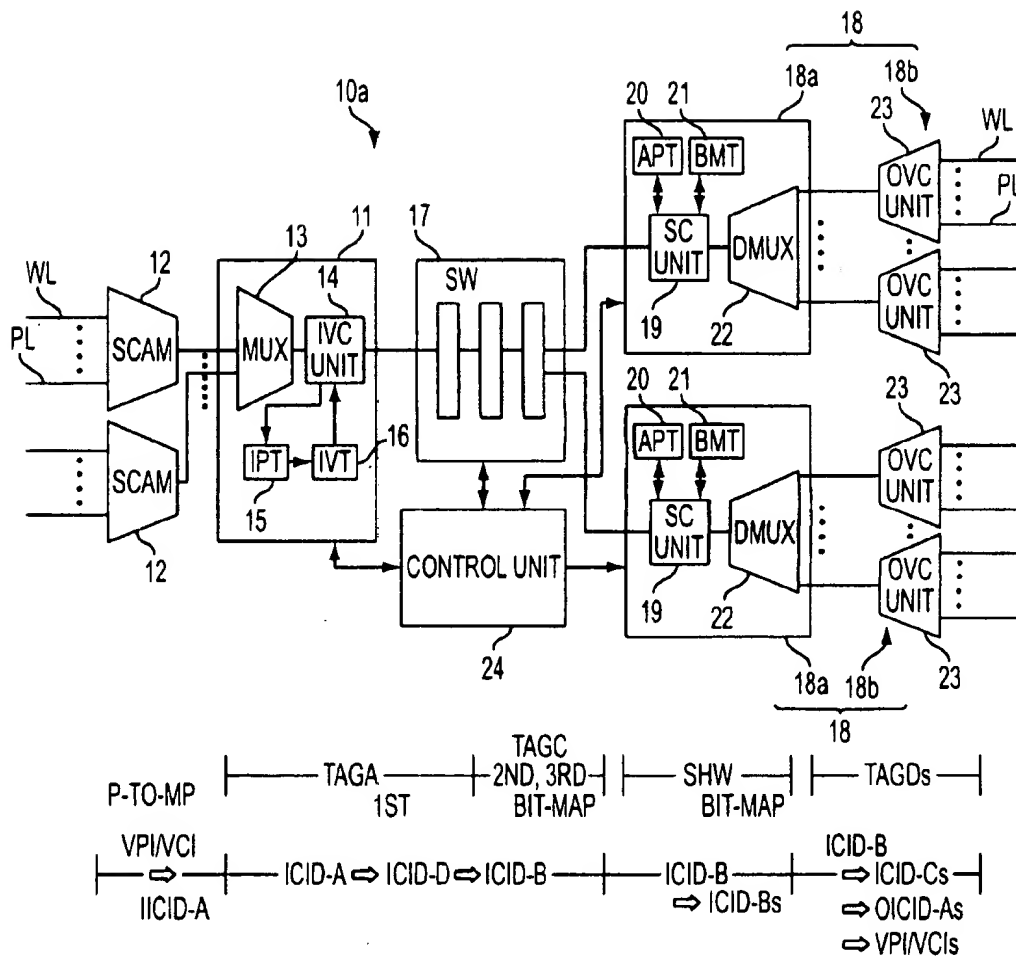 18
18a
18b
10a
20
21
23
WL
APT
BMT
OVC
UNIT
PL
11
17
13
14
12
WL
SW
SC
UNIT
DMUX
IVC
UNIT
19
22
OVC
UNIT
SCAM
MUX
PL
23
20
21
23
16
APT
BMT
OVC
UNIT
IPT
IVT
SCAM
15
SC
UNIT
DMUX
12
CONTROL UNIT
19
OVC
UNIT
22
24
23
18a
18b
18
TAGC
TAGA
2ND, 3RD
SHW
TAGDs
P-TO-MP
1ST
BIT-MAP
BIT-MAP
VPI/VCI
ICID-B
⇨
ICID-A ⇨ ICID-D ⇨ ICID-B
ICID-B
⇨ ICID-Cs
IICID-A
⇨ ICID-Bs
⇨ OICID-As
⇨ VPI/VCIs